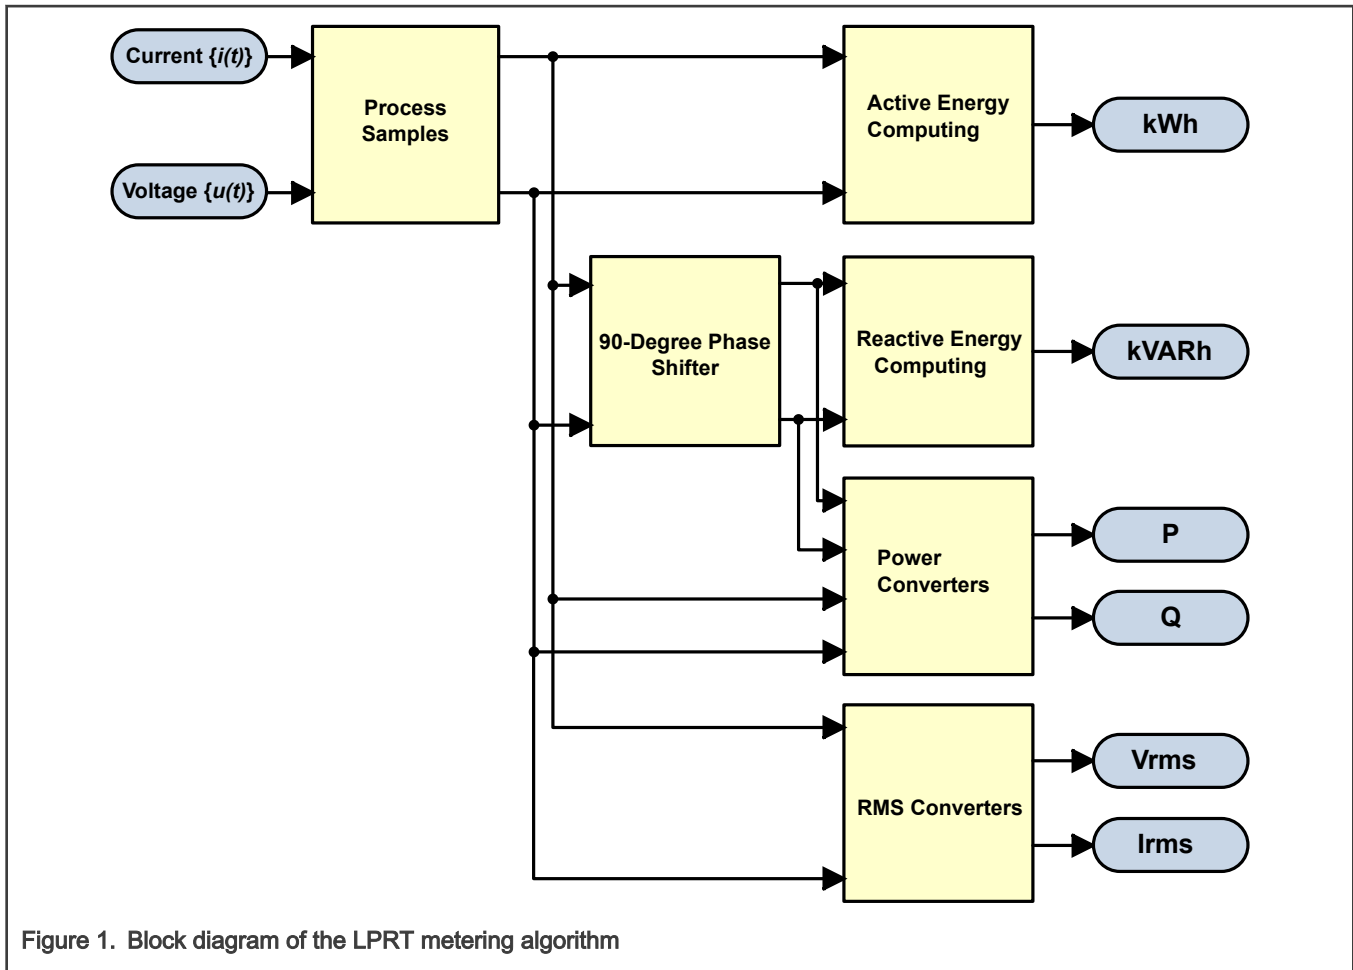 Current {i(t)}
Voltage {u(t)}
Process
Samples
Active Energy
Computing
kWh
90-Degree Phase
Shifter
Reactive Energy
Computing
kVARh
Power
Converters
P
Q
RMS Converters
Vrms
Irms
Figure 1. Block diagram of the LPRT metering algorithm